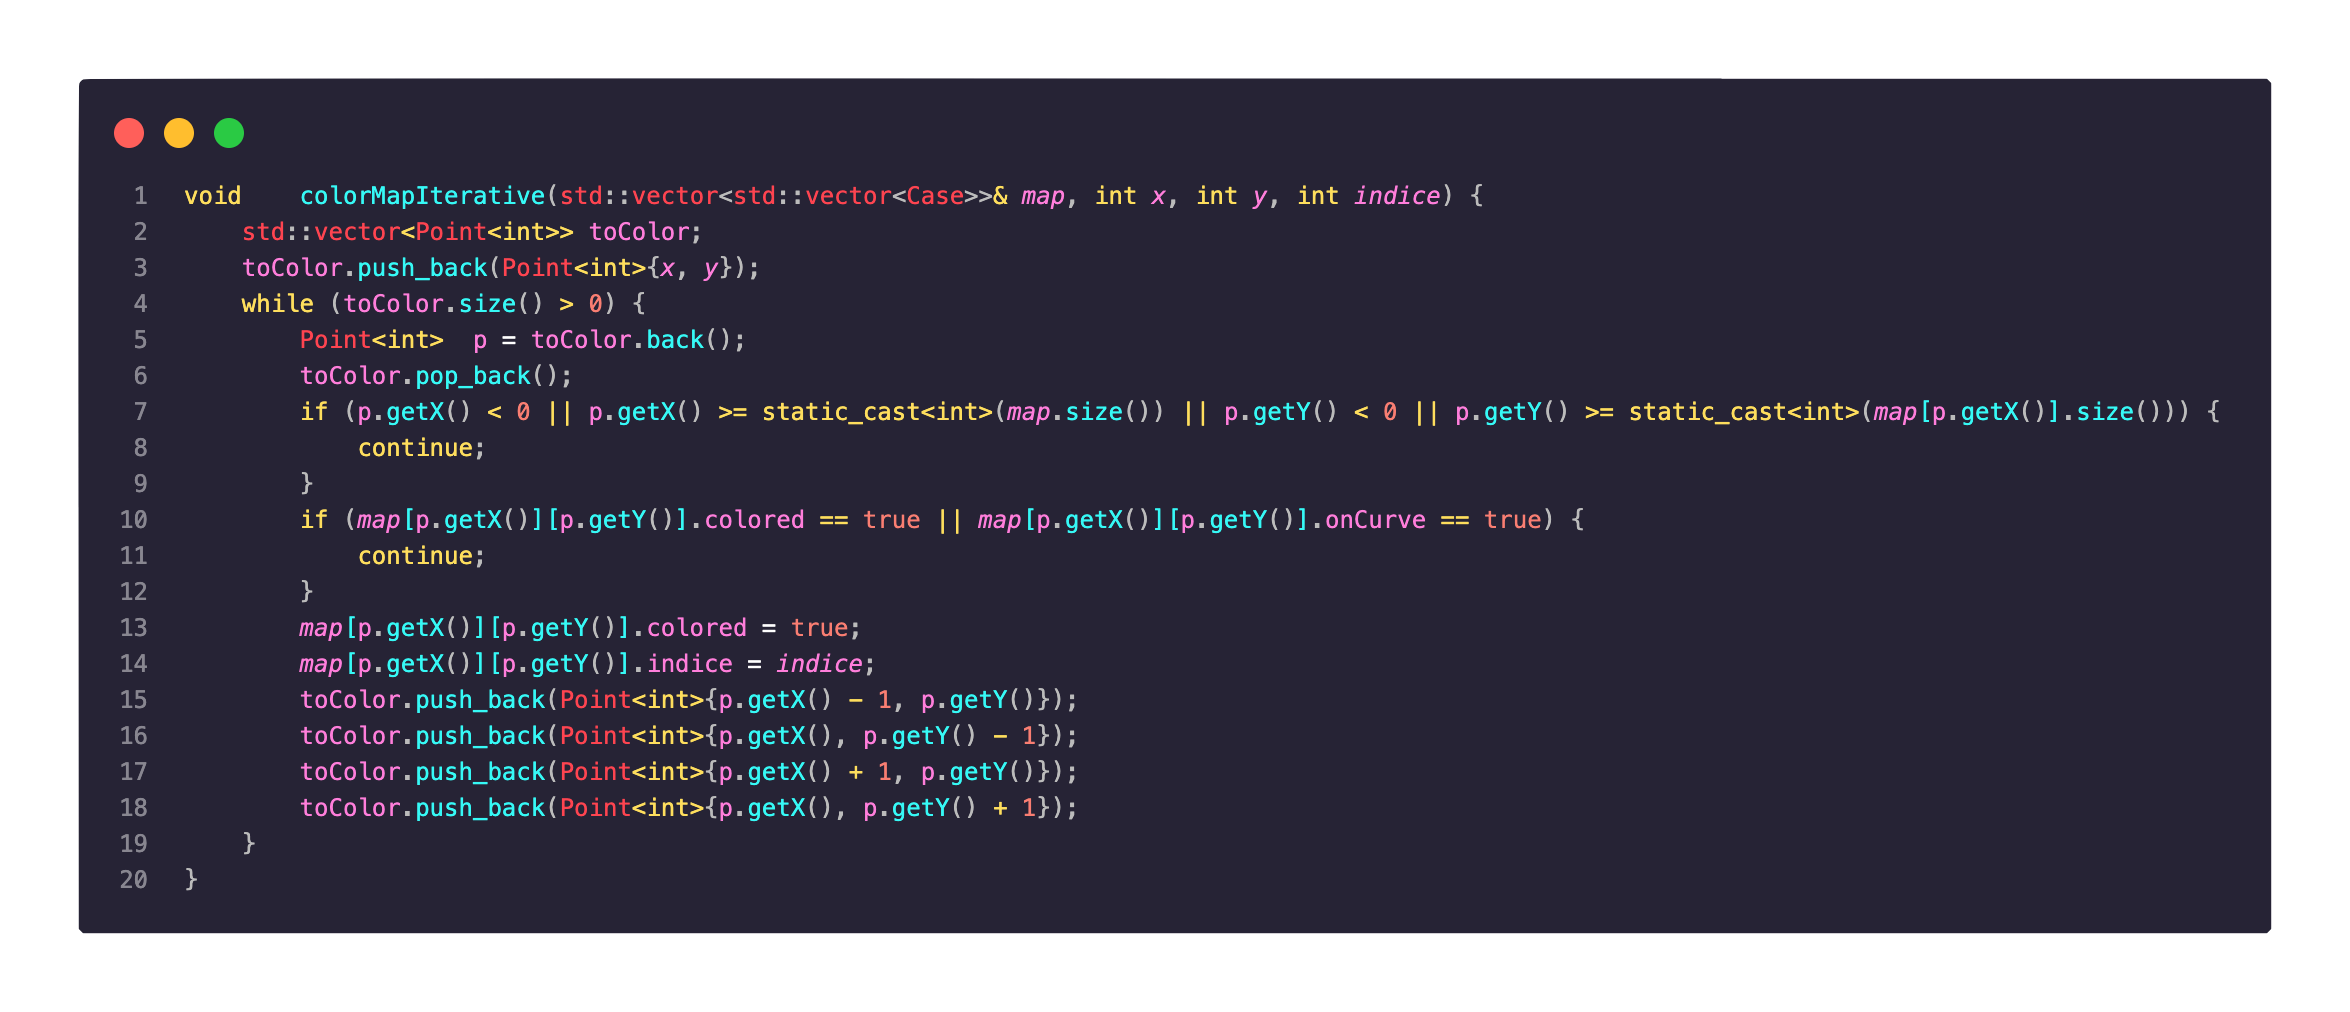 1 void    colorMapIterative(std::vector<std::vector<Case>>& map, int x, int y, int indice) {
2     std::vector<Point<int>> toColor;
3     toColor.push_back(Point<int>{x, y});
4     while (toColor.size() > 0) {
5         Point<int>  p = toColor.back();
6         toColor.pop_back();
7         if (p.getX() < 0 || p.getX() >= static_cast<int>(map.size()) || p.getY() < 0 || p.getY() >= static_cast<int>(map[p.getX()].size())) {
8             continue;
9         }
10         if (map[p.getX()][p.getY()].colored == true || map[p.getX()][p.getY()].onCurve == true) {
11             continue;
12         }
13         map[p.getX()][p.getY()].colored = true;
14         map[p.getX()][p.getY()].indice = indice;
15         toColor.push_back(Point<int>{p.getX() - 1, p.getY()});
16         toColor.push_back(Point<int>{p.getX(), p.getY() - 1});
17         toColor.push_back(Point<int>{p.getX() + 1, p.getY()});
18         toColor.push_back(Point<int>{p.getX(), p.getY() + 1});
19     }
20 }